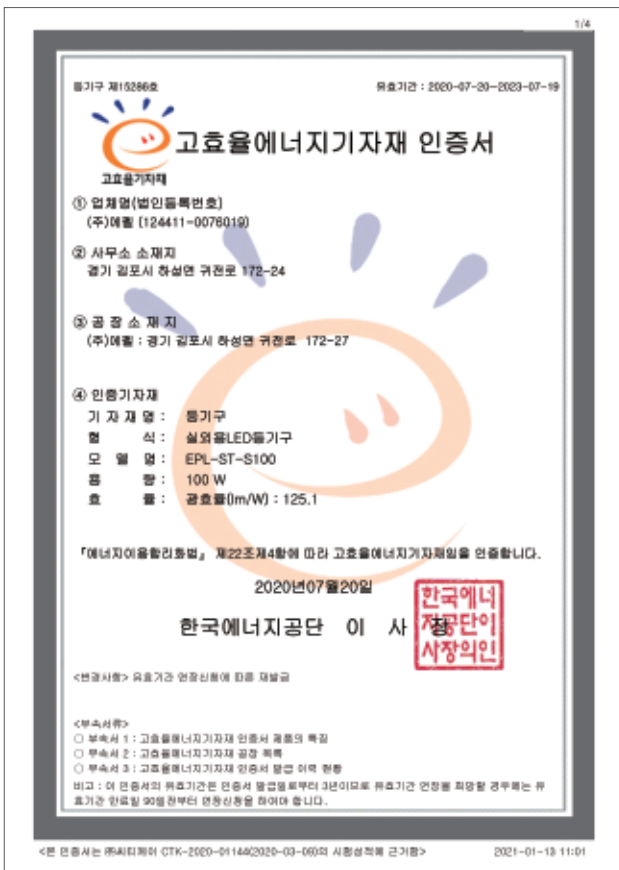 1/4
등기구 제15286호
유효기간 : 2020-07-20~2023-07-19
고효율에너지기자재 인증서
고효율기자재
① 업체명(법인등록번호)
(주)에펠 (124411-0076019)
② 사무소 소재지
경기 김포시 하성면 귀전로 172-24
③ 공 장 소 재 지
(주)에펠 : 경기 김포시 하성면 귀전로 172-27
④ 인증기자재
기 자 재 명 : 등기구
형 식 : 실외용LED등기구
모 델 명 : EPL-ST-S100
용 량 : 100 W
효 율 : 광효율(lm/W) : 125.1
『에너지이용합리화법』 제22조제4항에 따라 고효율에너지기자재임을 인증합니다.
2020년07월20일
한국에너지공단 이 사 장
한국에너
지공단이
사장의인
<변경사항> 유효기간 연장신청에 따른 재발급
<부속서류>
○ 부속서 1 : 고효율에너지기자재 인증서 제품의 특징
○ 부속서 2 : 고효율에너지기자재 공장 목록
○ 부속서 3 : 고효율에너지기자재 인증서 발급 이력 현황
비고 : 이 인증서의 유효기간은 인증서 발급일로부터 3년이므로 유효기간 연장을 희망할 경우에는 유
효기간 만료일 90일전부터 연장신청을 하여야 합니다.
<본 인증서는 ㈜씨티케이 CTK-2020-01144(2020-03-06)의 시험성적에 근거함>
2021-01-13 11:01